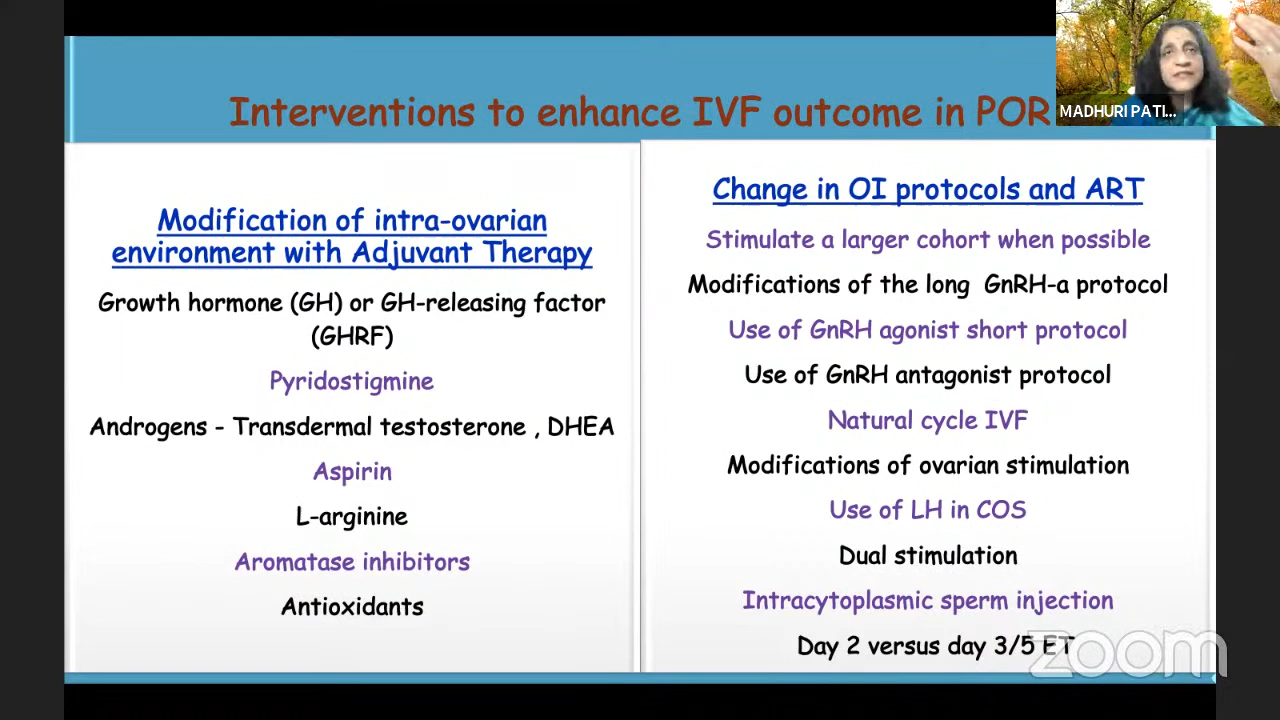 Interventions to enhance IVF outcome in POR
MADHURI PATI...
Modification of intra-ovarian
environment with Adjuvant Therapy
Growth hormone (GH) or GH-releasing factor
(GHRF)
Pyridostigmine
Androgens - Transdermal testosterone , DHEA
Aspirin
L-arginine
Aromatase inhibitors
Antioxidants
Change in OI protocols and ART
Stimulate a larger cohort when possible
Modifications of the long GnRH-a protocol
Use of GnRH agonist short protocol
Use of GnRH antagonist protocol
Natural cycle IVF
Modifications of ovarian stimulation
Use of LH in COS
Dual stimulation
Intracytoplasmic sperm injection
Day 2 versus day 3/5 ET
zoom